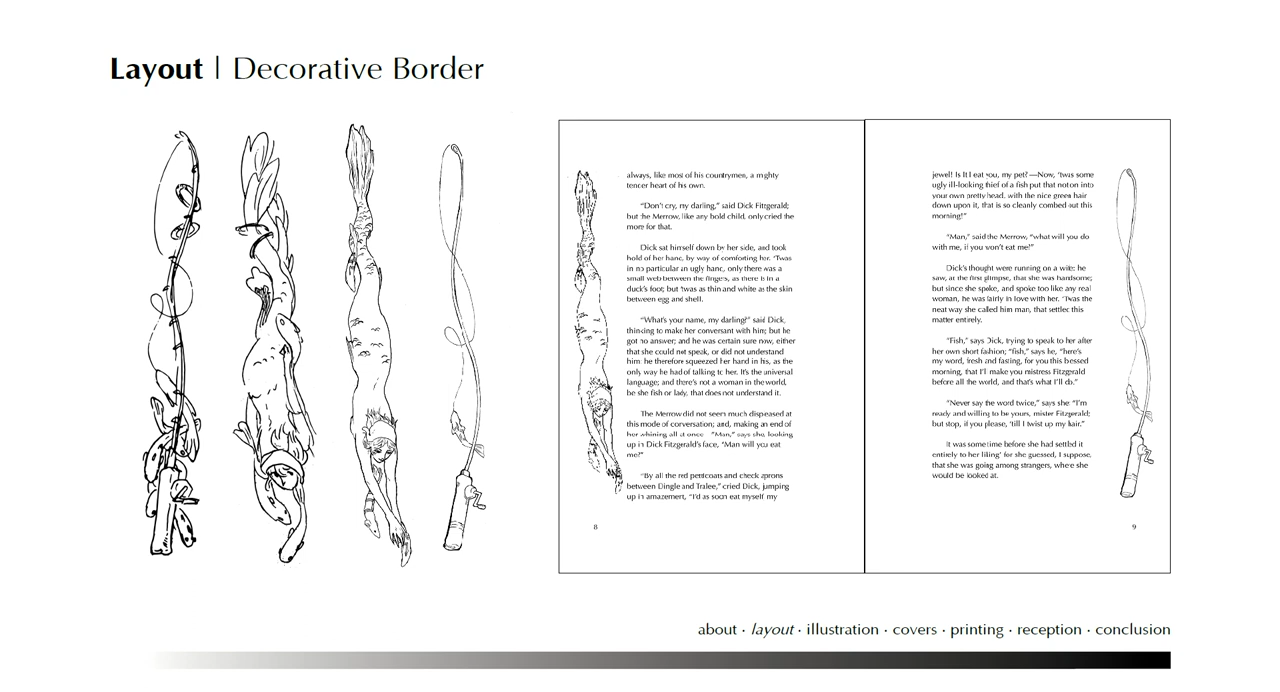 Layout | Decorative Border
always, like most of his countrymen, a mighty
tender heart of his own.
"Don't cry, my darling," said Dick Fitzgerald;
but the Merrow, like any bold child, only cried the
more for that.
Dick sat himself down by her side, and took
hold of her hand, by way of comforting her. 'Twas
in no particular an ugly hand, only there was a
small web between the fingers, as there is in a
duck's foot; but 'twas as thin and white as the skin
between egg and shell.
"What's your name, my darling?" said Dick,
thinking to make her conversant with him; but he
got no answer; and he was certain sure now, either
that she could not speak, or did not understand
him: he therefore squeezed her hand in his, as the
only way he had of talking to her. It's the universal
language; and there's not a woman in the world,
be she fish or lady, that does not understand it.
The Merrow did not seem much displeased at
this mode of conversation; and, making an end of
her whining all at once "Man," says she, looking
up in Dick Fitzgerald's face, "Man will you eat
me?"
"By all the red petticoats and check aprons
between Dingle and Tralee," cried Dick, jumping
up in amazement, "I'd as soon eat myself my
8
jewel! Is it I eat you, my pet?—Now, 'twas some
ugly ill-looking thief of a fish put that notion into
your own pretty head, with the nice green hair
down upon it, that is so cleanly combed out this
morning!"
"Man," said the Merrow, "what will you do
with me, if you won't eat me?"
Dick's thought were running on a wife: he
saw, at the first glimpse, that she was handsome;
but since she spoke, and spoke too like any real
woman, he was fairly in love with her. 'Twas the
neat way she called him man, that settled this
matter entirely.
"Fish," says Dick, trying to speak to her after
her own short fashion; "fish," says he, "here's
my word, fresh and fasting, for you this blessed
morning, that I'll make you mistress Fitzgerald
before all the world, and that's what I'll do."
"Never say the word twice," says she "I'm
ready and willing to be yours, mister Fitzgerald;
but stop, if you please, 'till I twist up my hair."
It was some time before she had settled it
entirely to her liking' for she guessed, I suppose,
that she was going among strangers, where she
would be looked at.
9
about · layout · illustration · covers · printing · reception · conclusion